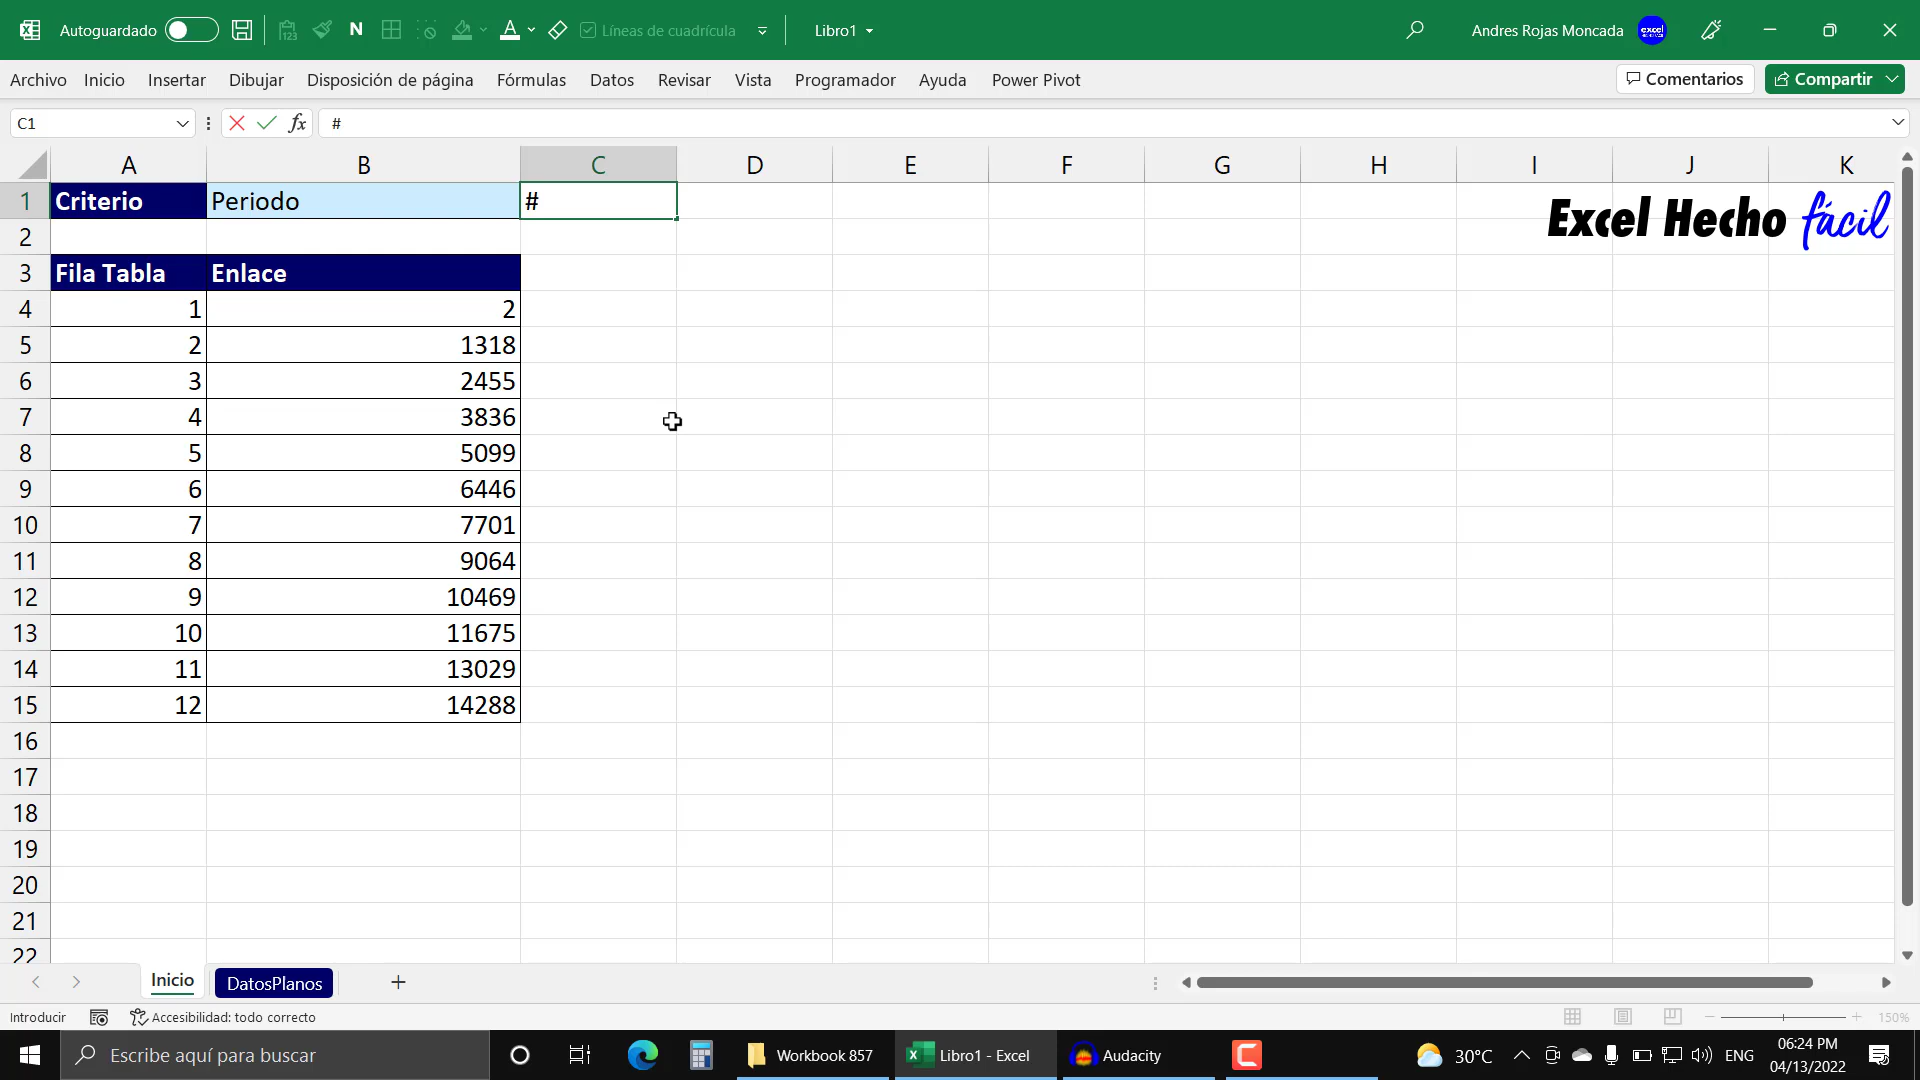 Autoguardado
N
A
Líneas de cuadrícula
Libro1
Andres Rojas Moncada
Archivo Inicio Insertar Dibujar Disposición de página Fórmulas Datos Revisar Vista Programador Ayuda Power Pivot
Comentarios
Compartir
C1
fx
#
A B C D E F G H I J K
1 Criterio Periodo #
Excel Hecho fácil
2
3 Fila Tabla Enlace
4 1 2
5 2 1318
6 3 2455
7 4 3836
8 5 5099
9 6 6446
10 7 7701
11 8 9064
12 9 10469
13 10 11675
14 11 13029
15 12 14288
16
17
18
19
20
21
22
Inicio DatosPlanos
Introducir
Accesibilidad: todo correcto
150%
Escribe aquí para buscar
Workbook 857
Libro1 - Excel
Audacity
30°C
ENG
06:24 PM
04/13/2022